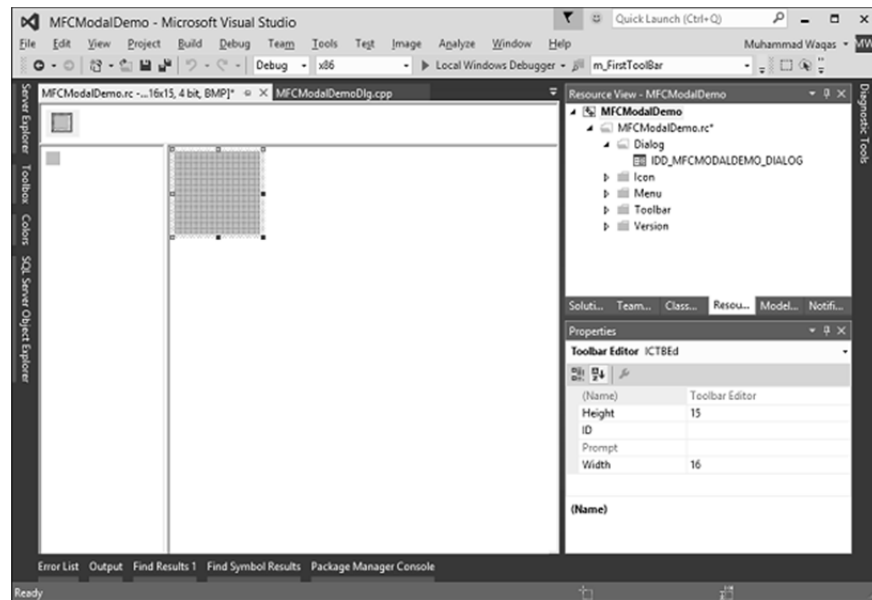 MFCModalDemo - Microsoft Visual Studio
Quick Launch (Ctrl+Q)
File Edit View Project Build Debug Team Tools Test Image Analyze Window Help
Muhammad Waqas MW
Debug x86 Local Windows Debugger m_FirstToolBar
MFCModalDemo.rc -...16x15, 4 bit, BMP]* MFCModalDemoDlg.cpp
Server Explorer
Toolbox
Colors
SQL Server Object Explorer
Resource View - MFCModalDemo
MFCModalDemo
MFCModalDemo.rc*
Dialog
IDD_MFCMODALDEMO_DIALOG
Icon
Menu
Toolbar
Version
Soluti... Team... Class... Resou... Model... Notifi...
Properties
Toolbar Editor ICTBEd
(Name) Toolbar Editor
Height 15
ID
Prompt
Width 16
(Name)
Diagnostic Tools
Error List Output Find Results 1 Find Symbol Results Package Manager Console
Ready